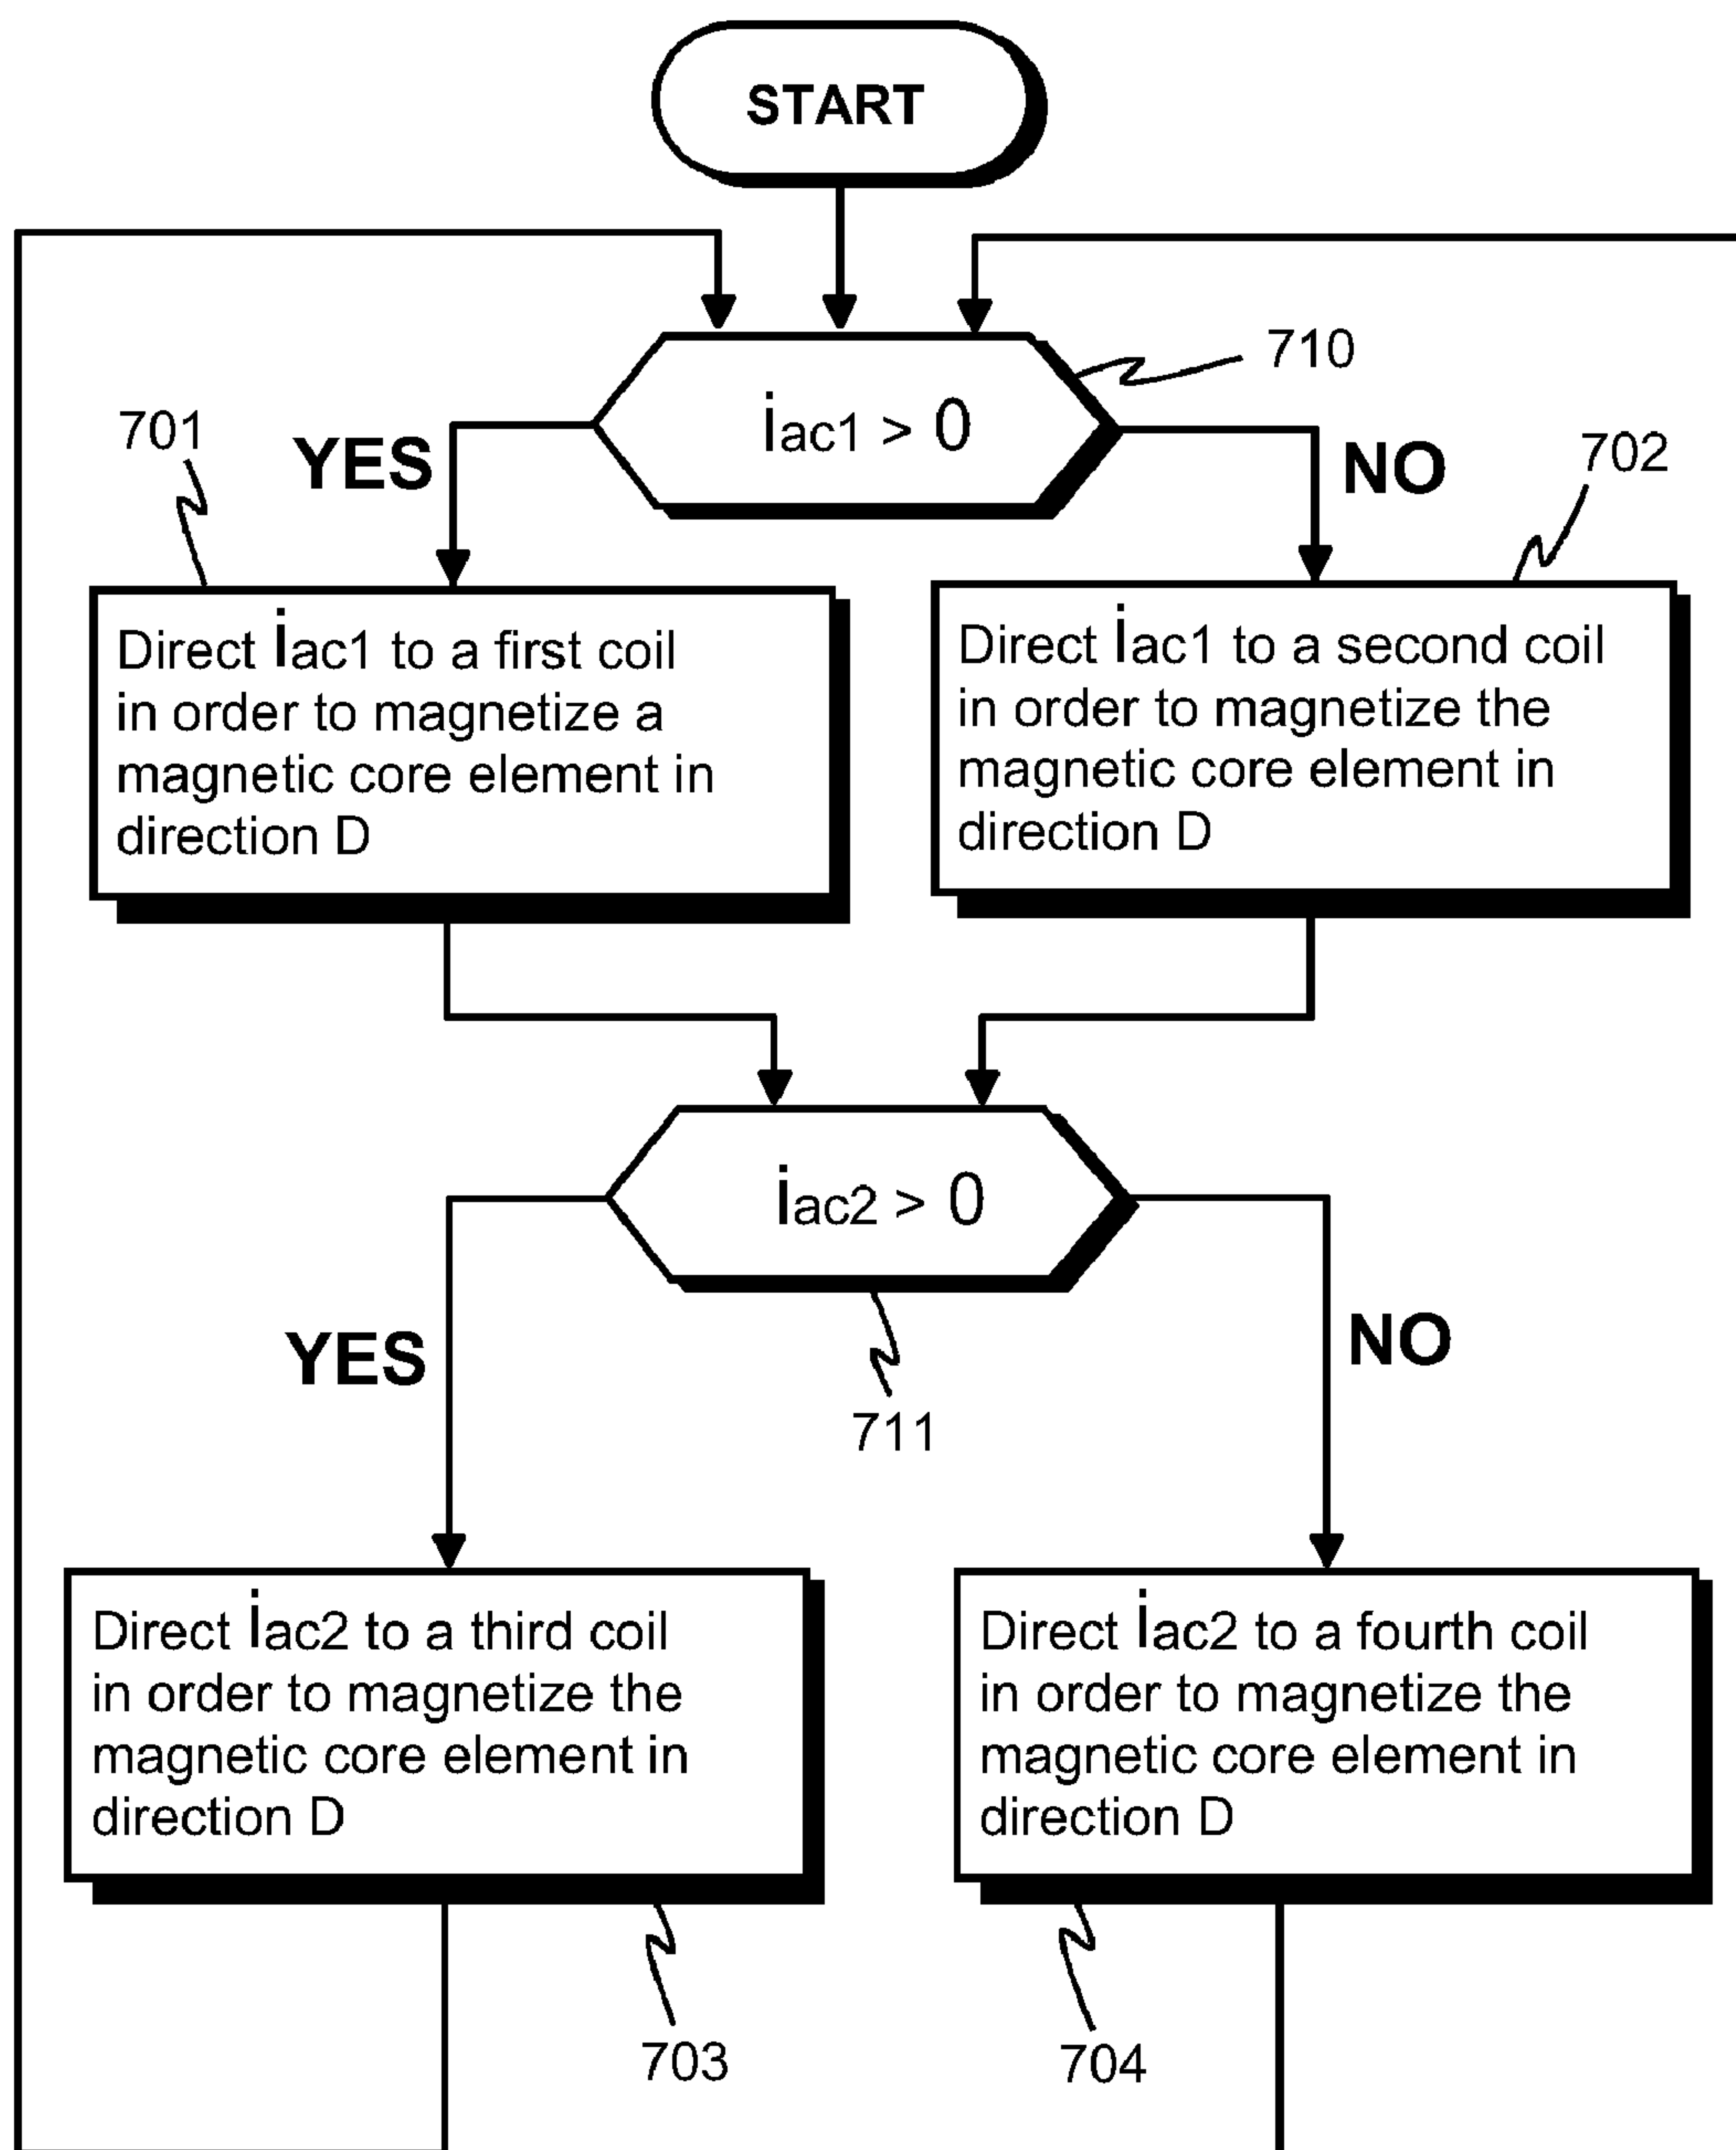 START
710
iac1 > 0
701
YES
NO
702
Direct iac1 to a first coil
in order to magnetize a
magnetic core element in
direction D
Direct iac1 to a second coil
in order to magnetize the
magnetic core element in
direction D
iac2 > 0
YES
NO
711
Direct iac2 to a third coil
in order to magnetize the
magnetic core element in
direction D
Direct iac2 to a fourth coil
in order to magnetize the
magnetic core element in
direction D
703
704